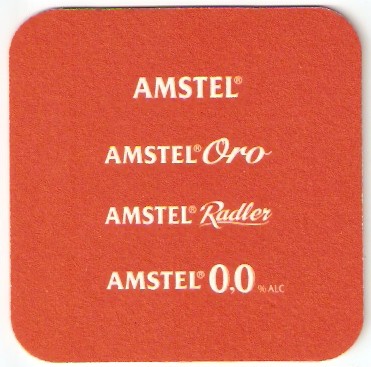 AMSTEL®
AMSTEL® Oro
AMSTEL® Radler
AMSTEL® 0,0 % ALC